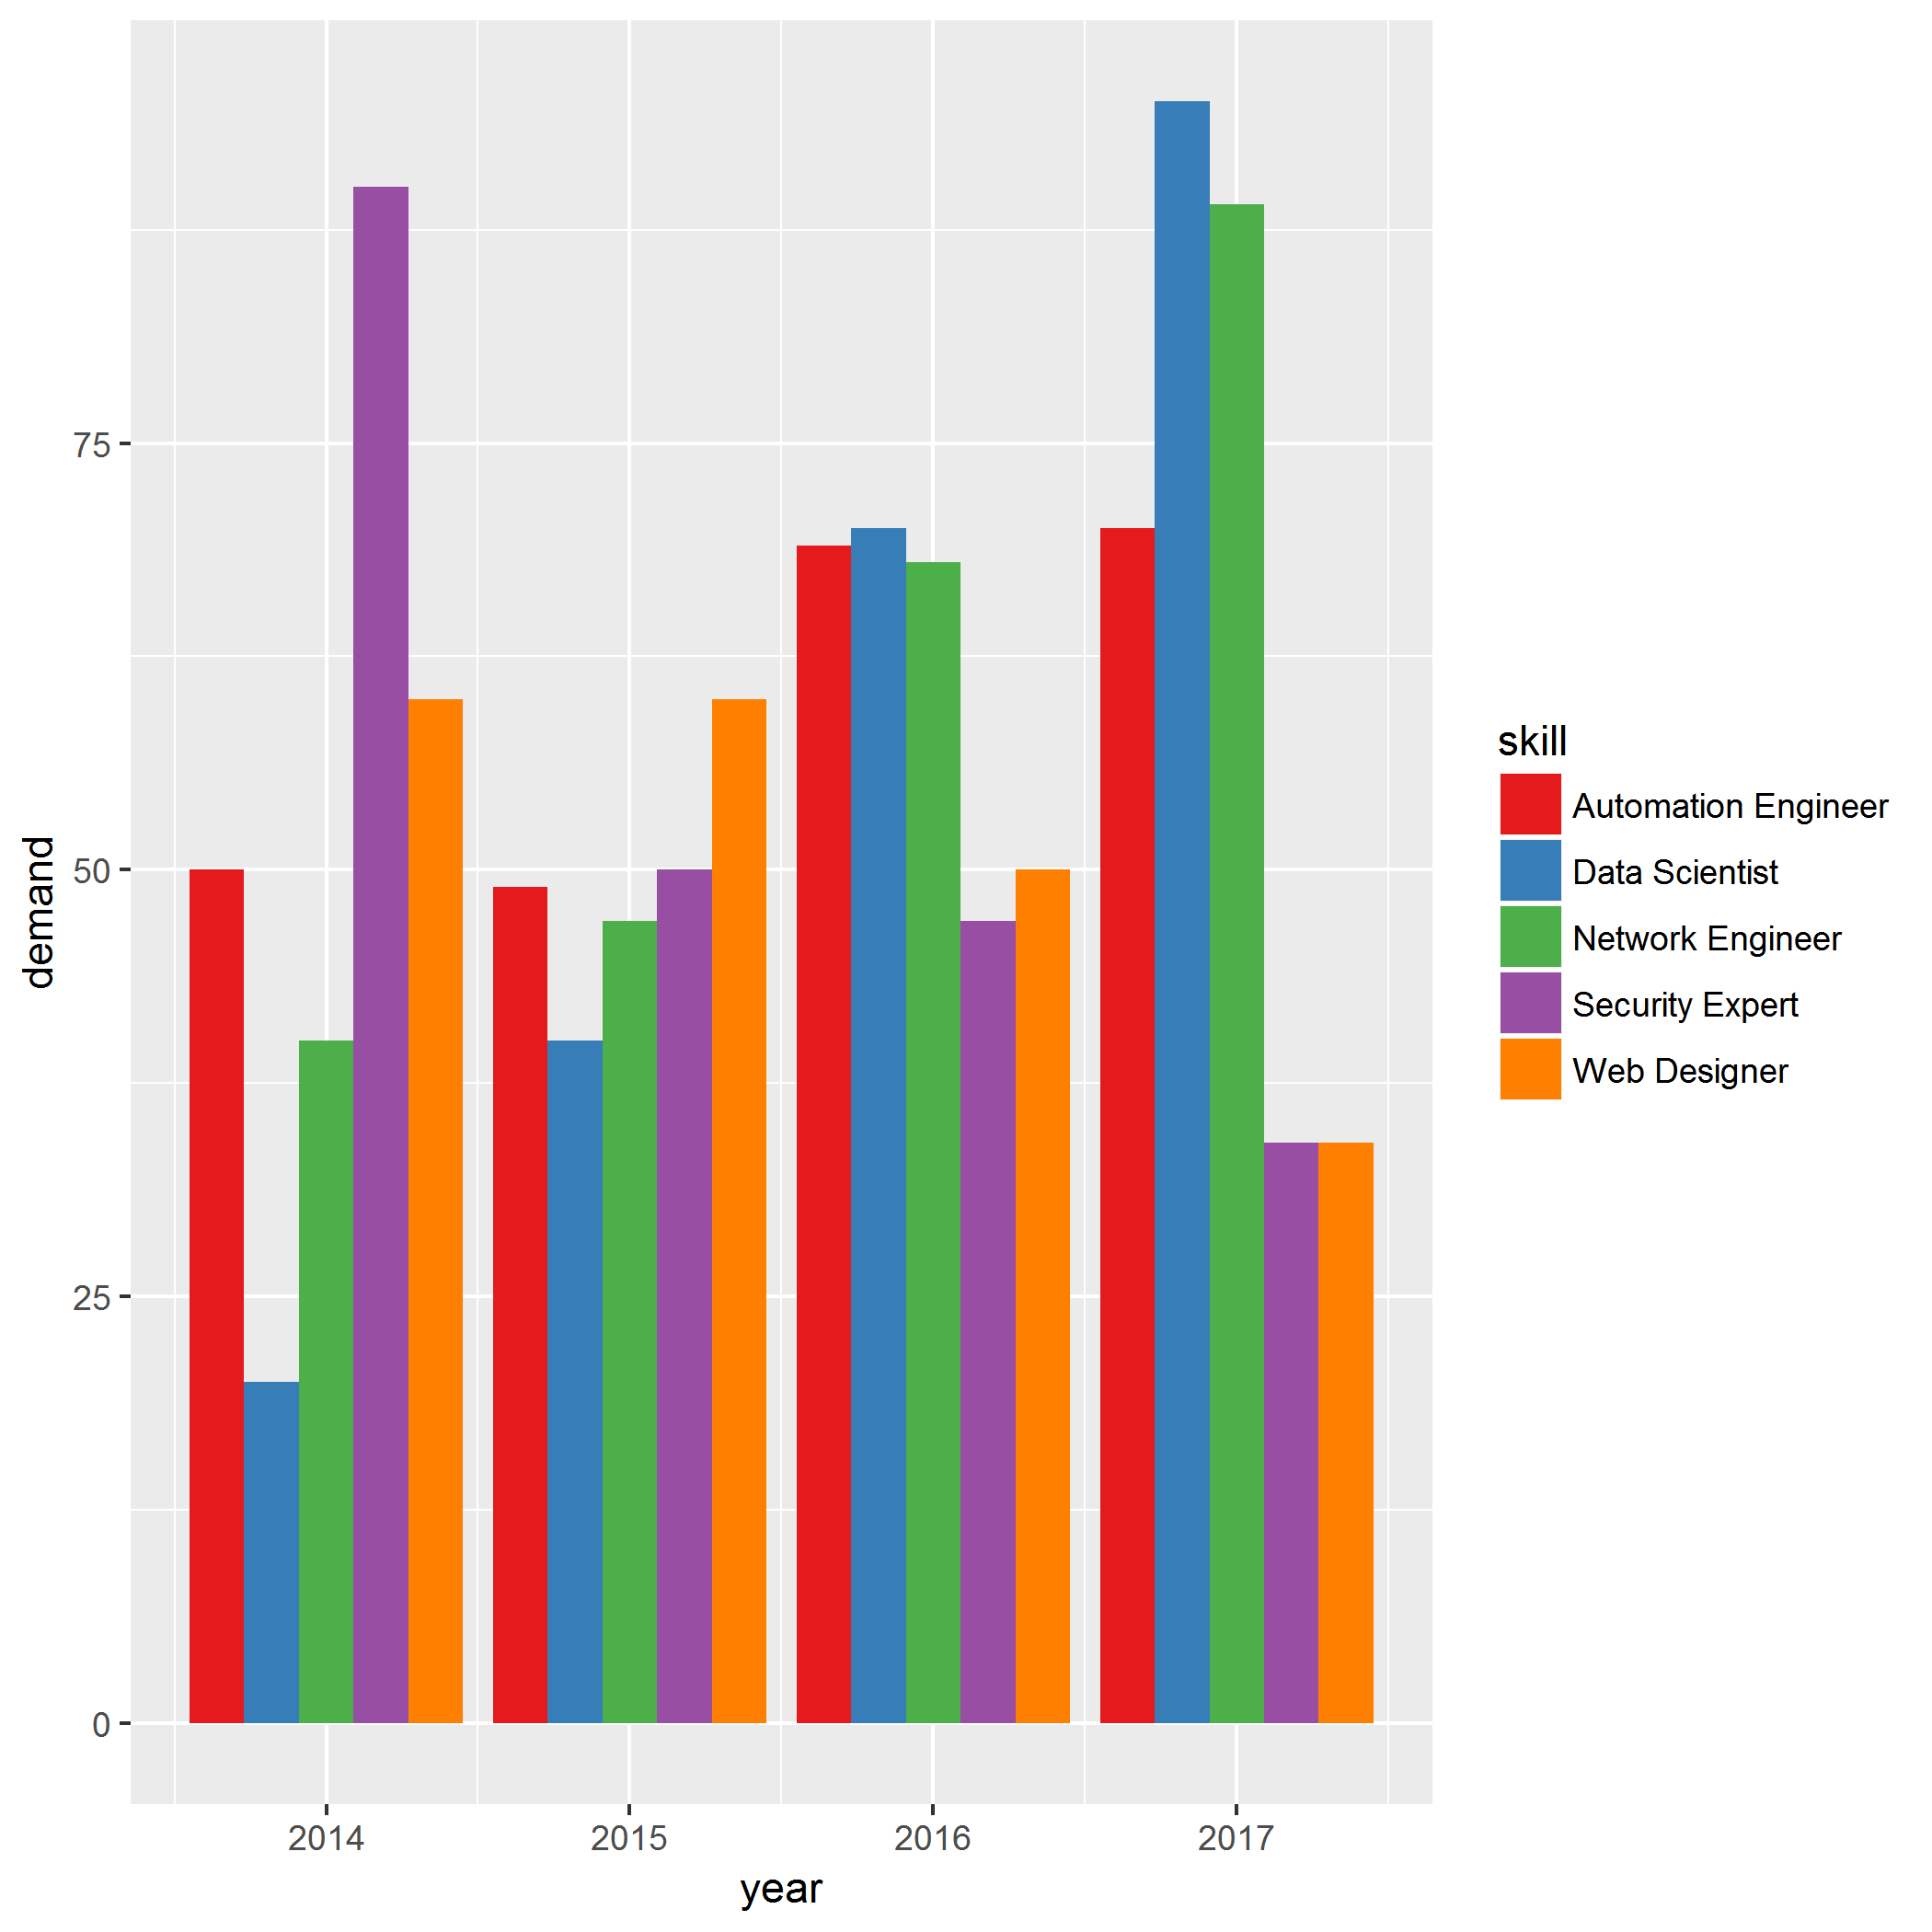 75
50
25
0
demand
2014 2015 2016 2017
year
skill
Automation Engineer
Data Scientist
Network Engineer
Security Expert
Web Designer